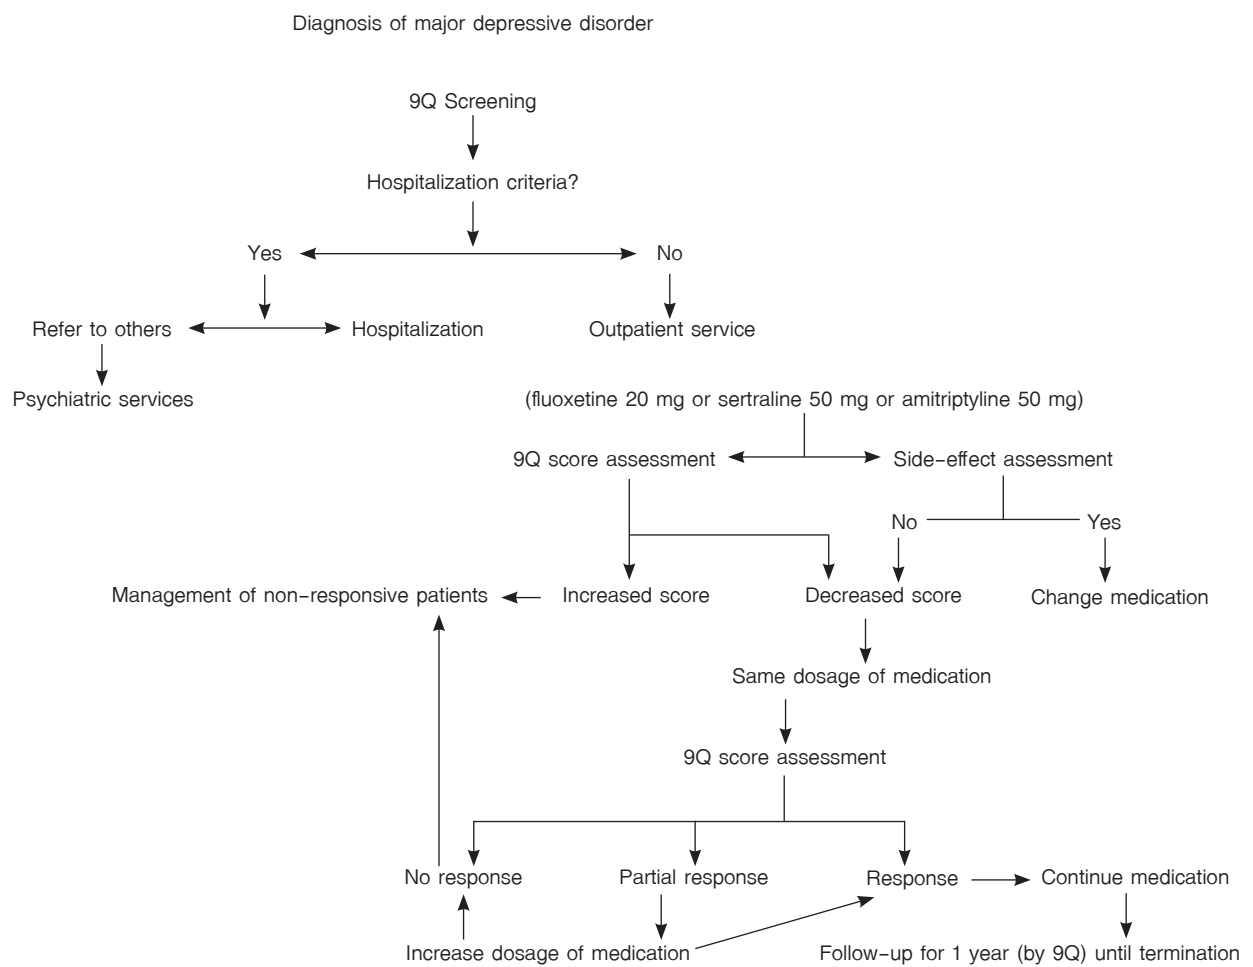 Diagnosis of major depressive disorder
9Q Screening
Hospitalization criteria?
Yes
No
Refer to others
Hospitalization
Outpatient service
Psychiatric services
(fluoxetine 20 mg or sertraline 50 mg or amitriptyline 50 mg)
9Q score assessment
Side-effect assessment
No
Yes
Management of non-responsive patients
Increased score
Decreased score
Change medication
Same dosage of medication
9Q score assessment
No response
Partial response
Response
Continue medication
Increase dosage of medication
Follow-up for 1 year (by 9Q) until termination